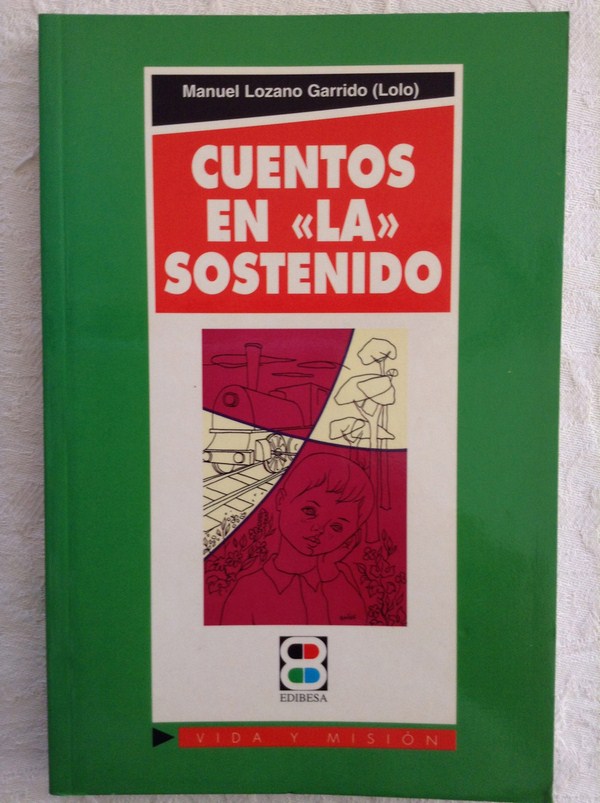 Manuel Lozano Garrido (Lolo)
CUENTOS
EN «LA»
SOSTENIDO
EDIBESA
VIDA Y MISIÓN